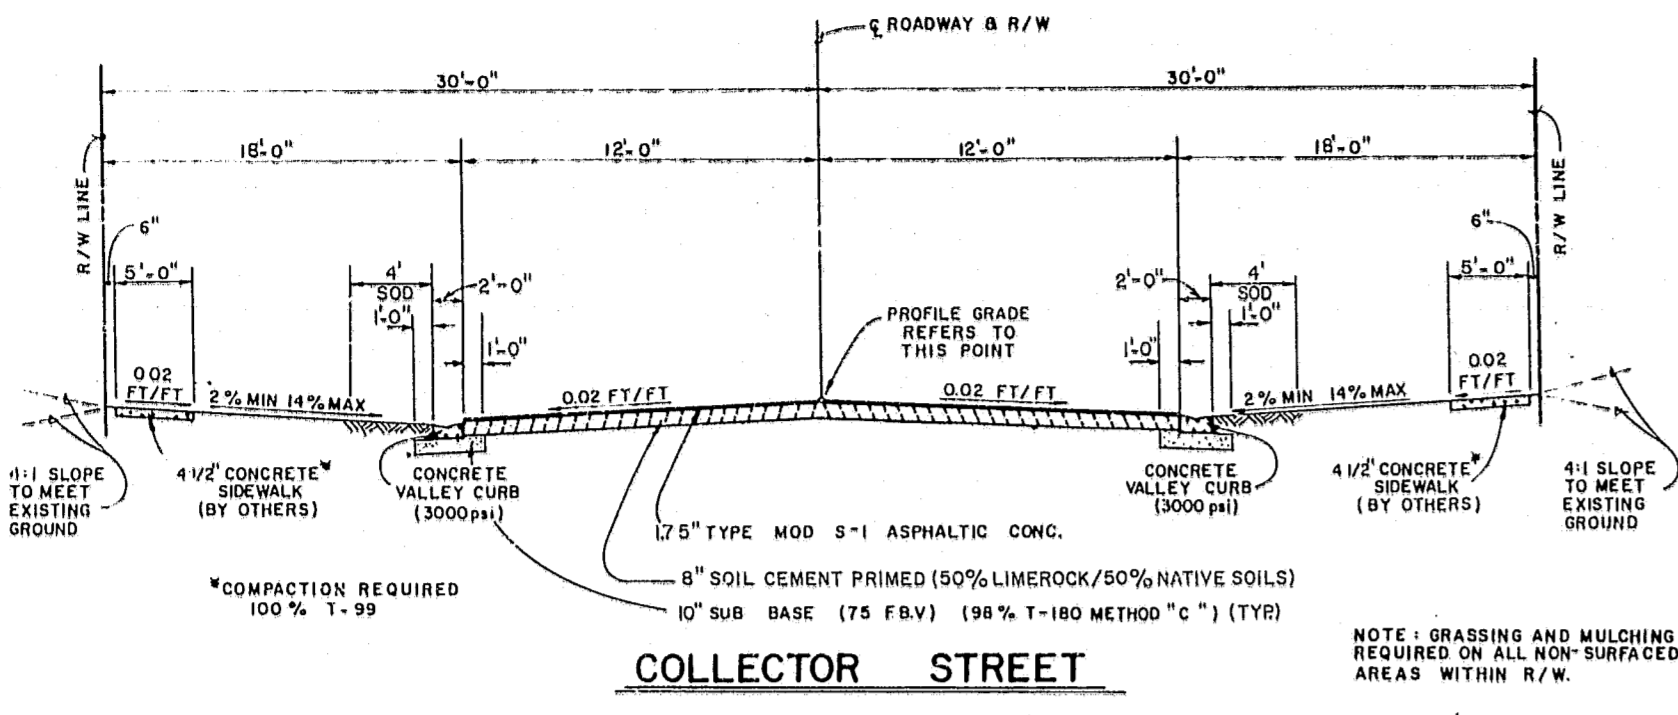 ℄ ROADWAY & R/W
30'-0"
30'-0"
18'-0"
12'-0"
12'-0"
18'-0"
R/W LINE
R/W LINE
6"
6"
5'-0"
4'
SOD
2'-0"
1'-0"
1'-0"
2'-0"
4'
SOD
1'-0"
1'-0"
5'-0"
PROFILE GRADE
REFERS TO
THIS POINT
0.02
FT/FT
2% MIN 14% MAX
0.02 FT/FT
0.02 FT/FT
2% MIN 14% MAX
0.02
FT/FT
4:1 SLOPE
TO MEET
EXISTING
GROUND
4 1/2" CONCRETE*
SIDEWALK
(BY OTHERS)
CONCRETE
VALLEY CURB
(3000 psi)
CONCRETE
VALLEY CURB
(3000 psi)
4 1/2" CONCRETE*
SIDEWALK
(BY OTHERS)
4:1 SLOPE
TO MEET
EXISTING
GROUND
1.75" TYPE MOD S-1 ASPHALTIC CONC.
8" SOIL CEMENT PRIMED (50% LIMEROCK/50% NATIVE SOILS)
10" SUB BASE (75 F.B.V) (98% T-180 METHOD "C") (TYP.)
*COMPACTION REQUIRED
100% T-99
COLLECTOR STREET
NOTE: GRASSING AND MULCHING
REQUIRED ON ALL NON-SURFACED
AREAS WITHIN R/W.